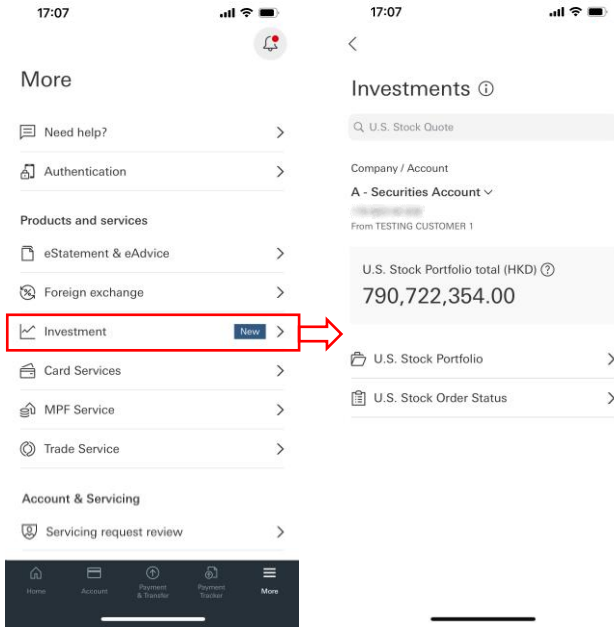 17:07
More
Need help?
Authentication
Products and services
eStatement & eAdvice
Foreign exchange
Investment New
Card Services
MPF Service
Trade Service
Account & Servicing
Servicing request review
Home
Account
Payment
& Transfer
Payment
Tracker
More
17:07
Investments
U.S. Stock Quote
Company / Account
A - Securities Account
From TESTING CUSTOMER 1
U.S. Stock Portfolio total (HKD)
790,722,354.00
U.S. Stock Portfolio
U.S. Stock Order Status